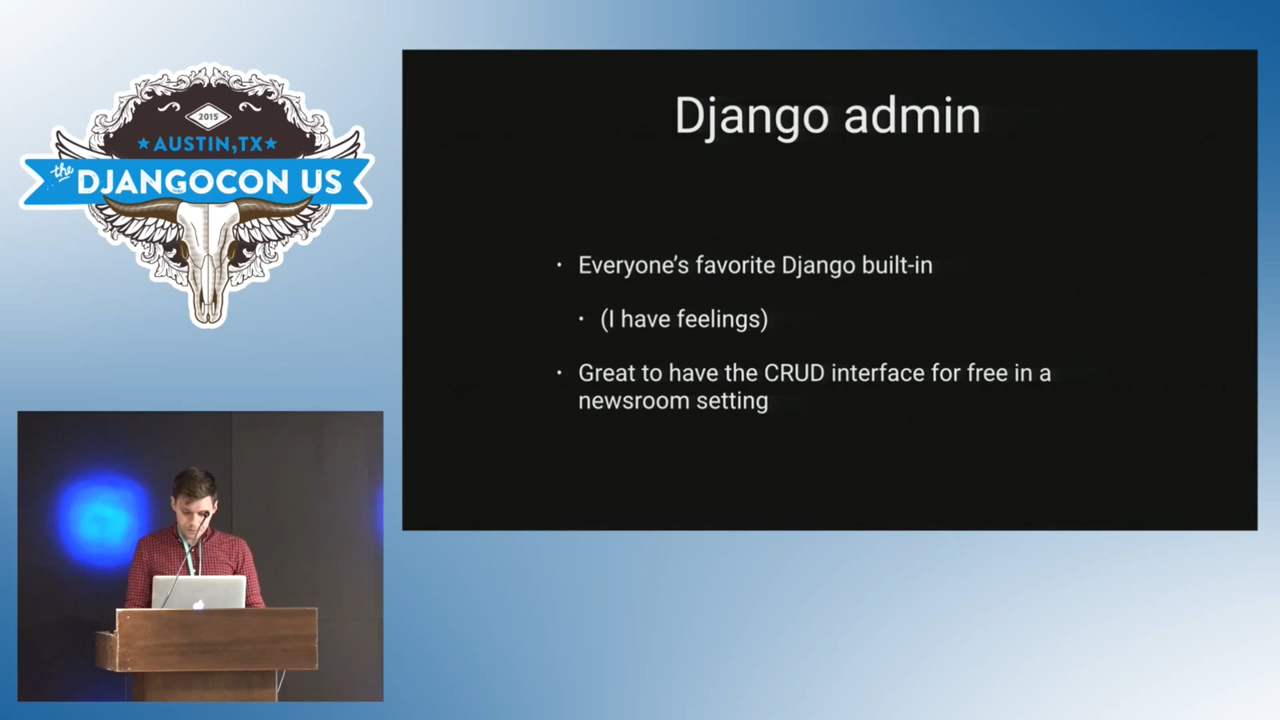 2015
AUSTIN,TX
the
DJANGOCON US
Django admin
• Everyone’s favorite Django built-in
• (I have feelings)
• Great to have the CRUD interface for free in a
newsroom setting